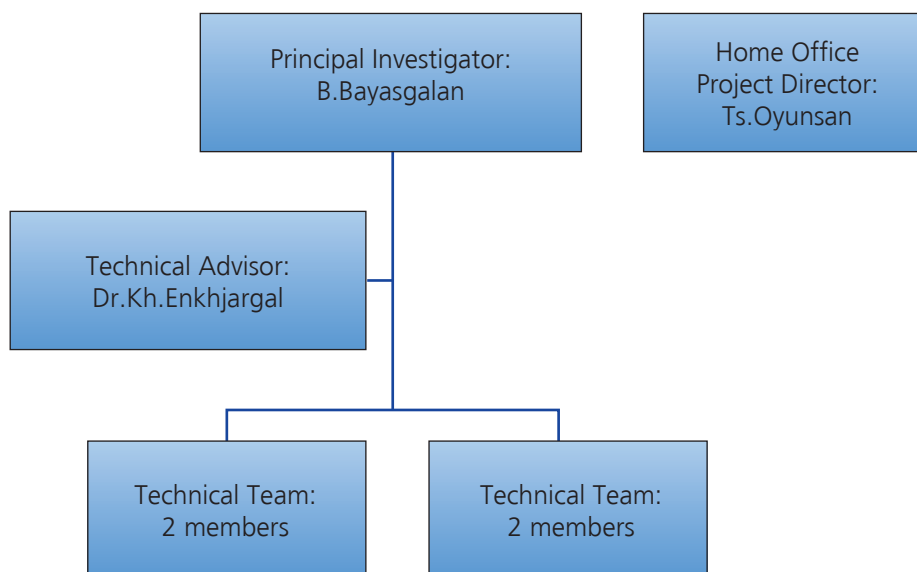 Principal Investigator:
B.Bayasgalan
Home Office
Project Director:
Ts.Oyunsan
Technical Advisor:
Dr.Kh.Enkhjargal
Technical Team:
2 members
Technical Team:
2 members